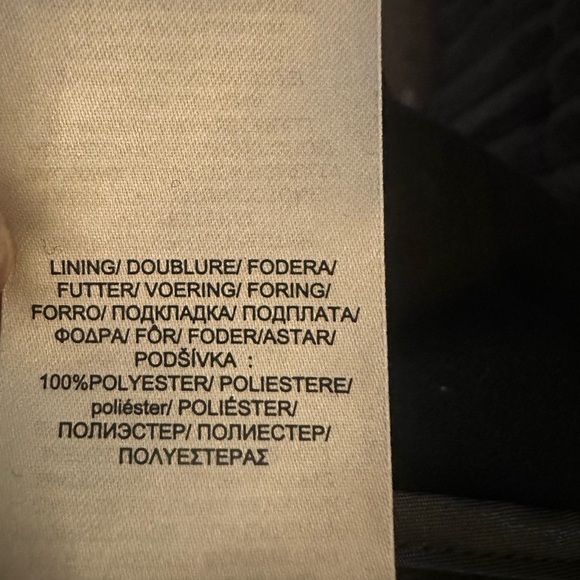 LINING/ DOUBLURE/ FODERA/
FUTTER/ VOERING/ FORING/
FORRO/ ПОДКЛАДКА/ ПОДПЛАТА/
ΦΟΔΡΑ/ FÔR/ FODER/ASTAR/
PODŠÍVKA :
100%POLYESTER/ POLIESTERE/
poliéster/ POLIÉSTER/
ПОЛИЭСТЕР/ ПОЛИЕСТЕР/
ΠΟΛΥΕΣΤΕΡΑΣ